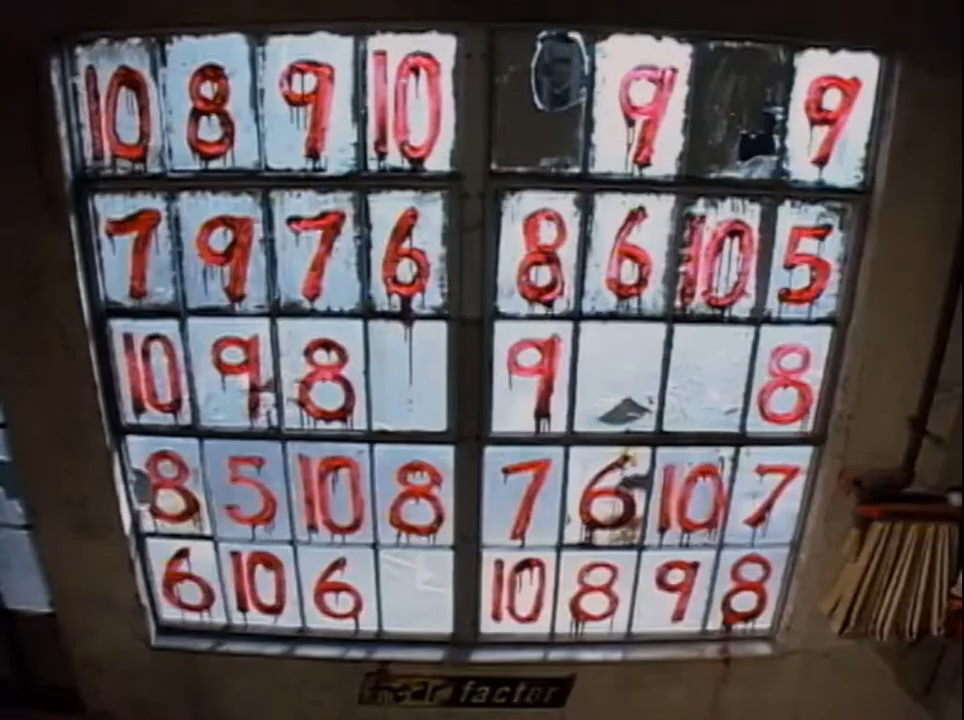 10 8 9 10 9 9
7 9 7 6 8 6 10 5
10 9 8 9 8
8 5 10 8 7 6 10 7
6 10 6 10 8 9 8
fear factor